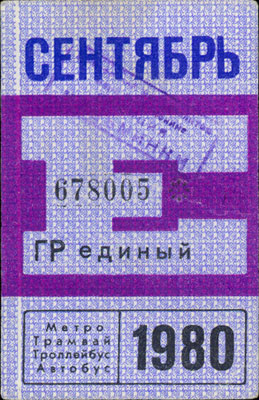 СЕНТЯБРЬ
678005
ГР единый
Метро
Трамвай
Троллейбус
Автобус
1980